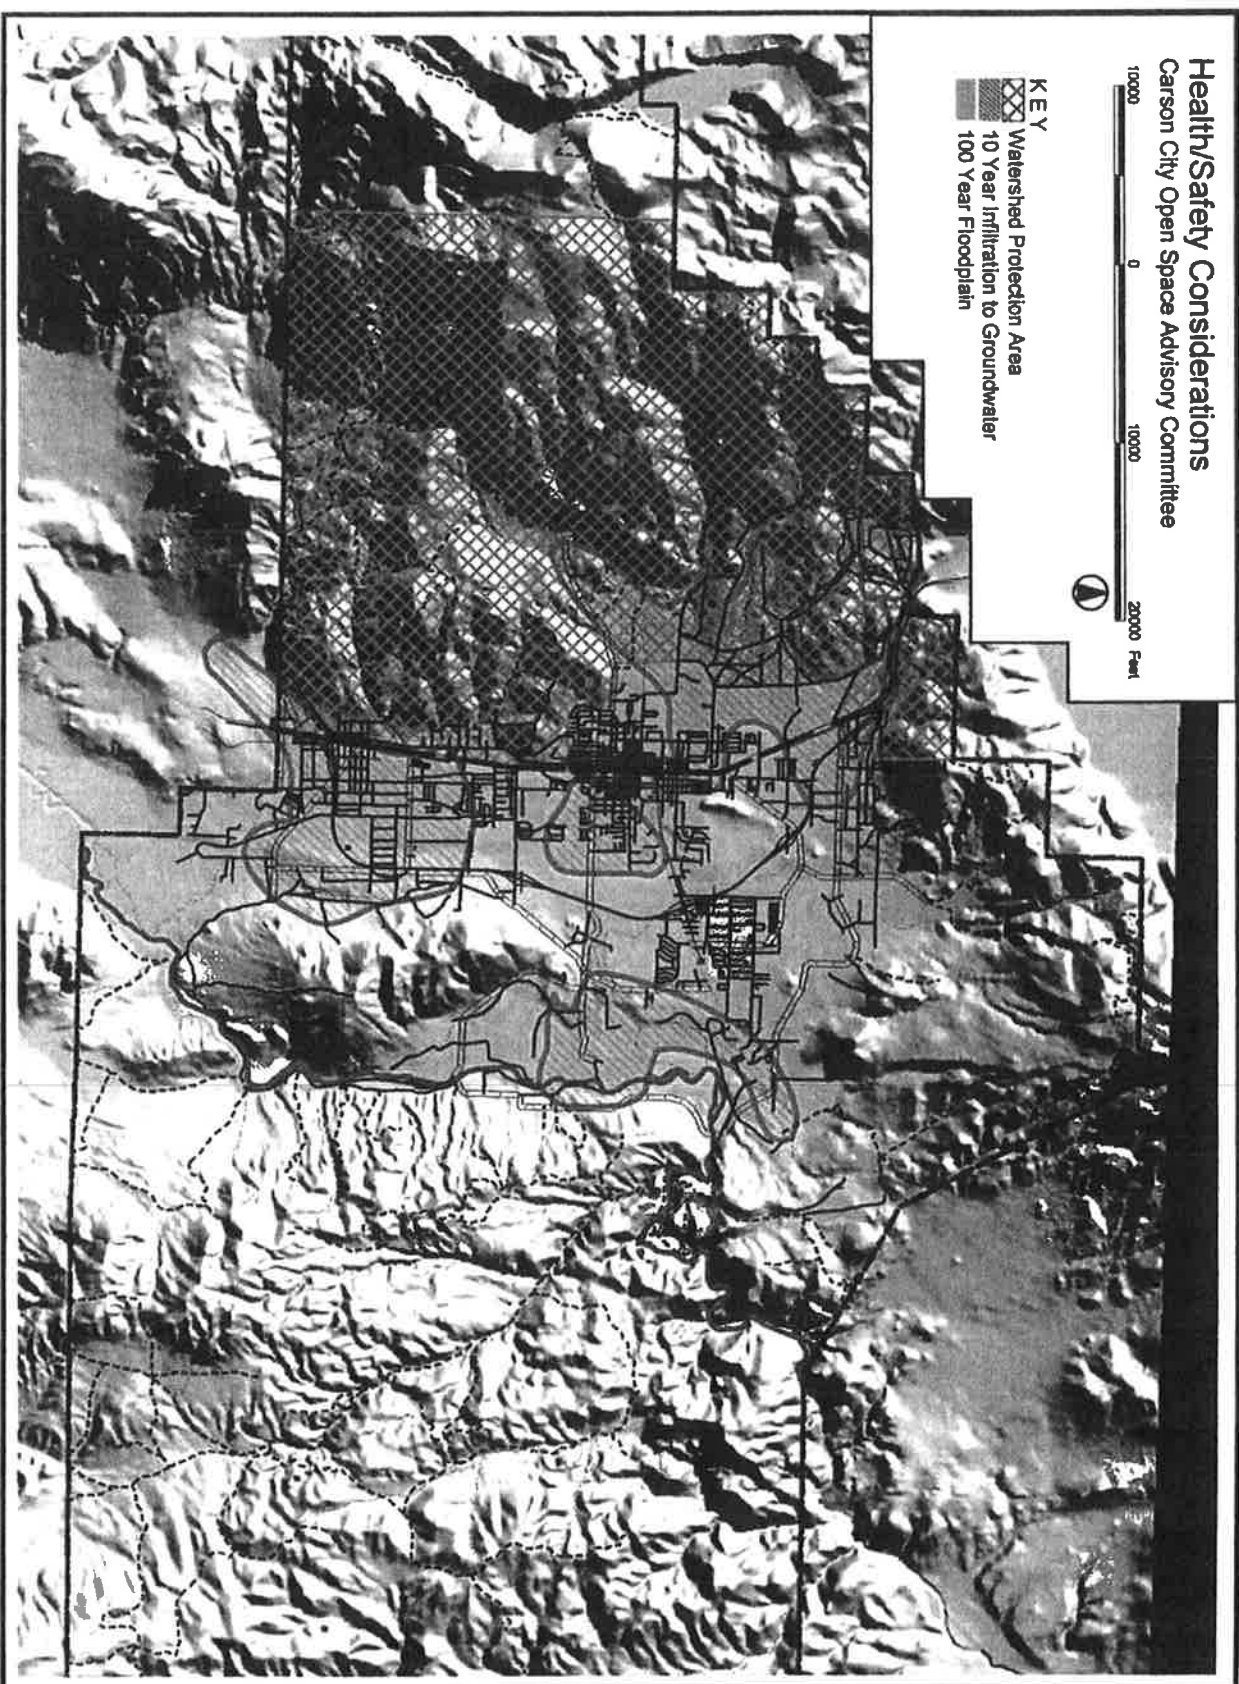 Health/Safety Considerations
Carson City Open Space Advisory Committee
10000 0 10000 20000 Feet
KEY
Watershed Protection Area
10 Year Infiltration to Groundwater
100 Year Floodplain